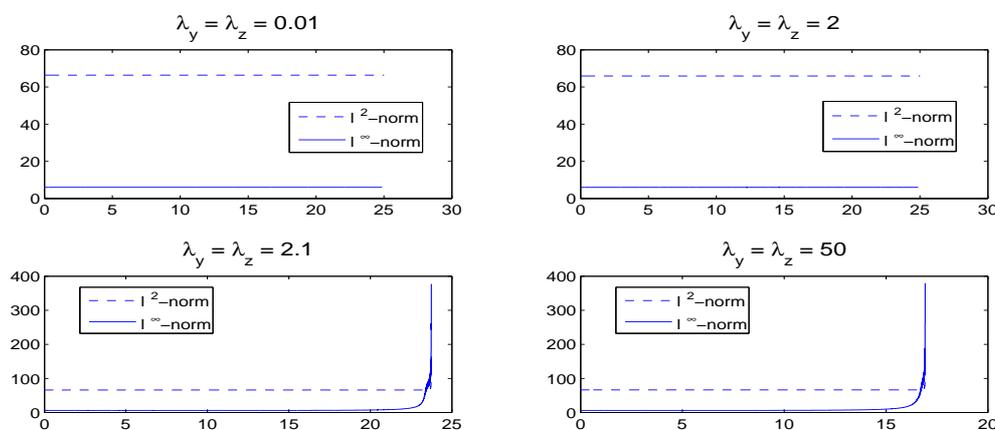 λy = λz = 0.01
80
60
40
20
0
l 2−norm
l ∞−norm
0 5 10 15 20 25 30
λy = λz = 2
80
60
40
20
0
l 2−norm
l ∞−norm
0 5 10 15 20 25 30
λy = λz = 2.1
400
300
200
100
0
l 2−norm
l ∞−norm
0 5 10 15 20 25
λy = λz = 50
400
300
200
100
0
l 2−norm
l ∞−norm
0 5 10 15 20